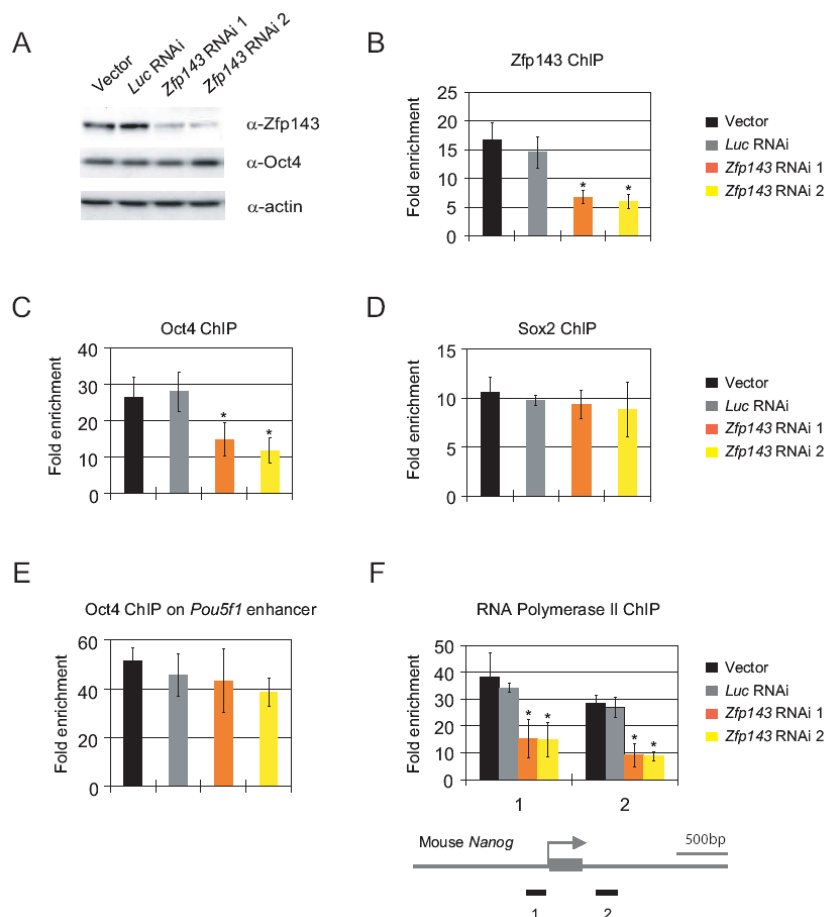 A
Vector
Luc RNAi
Zfp143 RNAi 1
Zfp143 RNAi 2
α-Zfp143
α-Oct4
α-actin
B
Zfp143 ChIP
Fold enrichment
25
20
15
10
5
0
*
*
Vector
Luc RNAi
Zfp143 RNAi 1
Zfp143 RNAi 2
C
Oct4 ChIP
Fold enrichment
40
30
20
10
0
*
*
D
Sox2 ChIP
Fold enrichment
15
10
5
0
Vector
Luc RNAi
Zfp143 RNAi 1
Zfp143 RNAi 2
E
Oct4 ChIP on Pou5f1 enhancer
Fold enrichment
60
40
20
0
F
RNA Polymerase II ChIP
Fold enrichment
50
40
30
20
10
0
* *
* *
1
2
Vector
Luc RNAi
Zfp143 RNAi 1
Zfp143 RNAi 2
Mouse Nanog
500bp
1
2